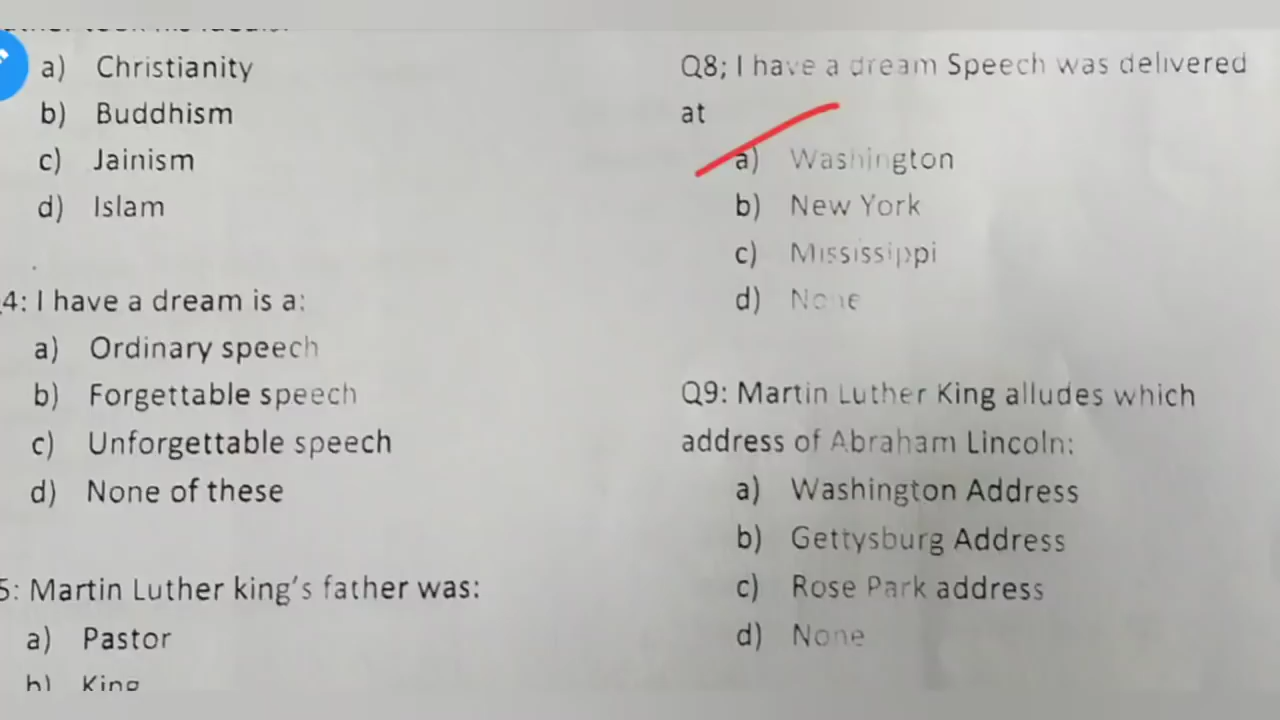 a) Christianity
b) Buddhism
c) Jainism
d) Islam
4: I have a dream is a:
a) Ordinary speech
b) Forgettable speech
c) Unforgettable speech
d) None of these
5: Martin Luther king's father was:
a) Pastor
b) King
Q8; I have a dream Speech was delivered
at
a) Washington
b) New York
c) Mississippi
d) None
Q9: Martin Luther King alludes which
address of Abraham Lincoln:
a) Washington Address
b) Gettysburg Address
c) Rose Park address
d) None